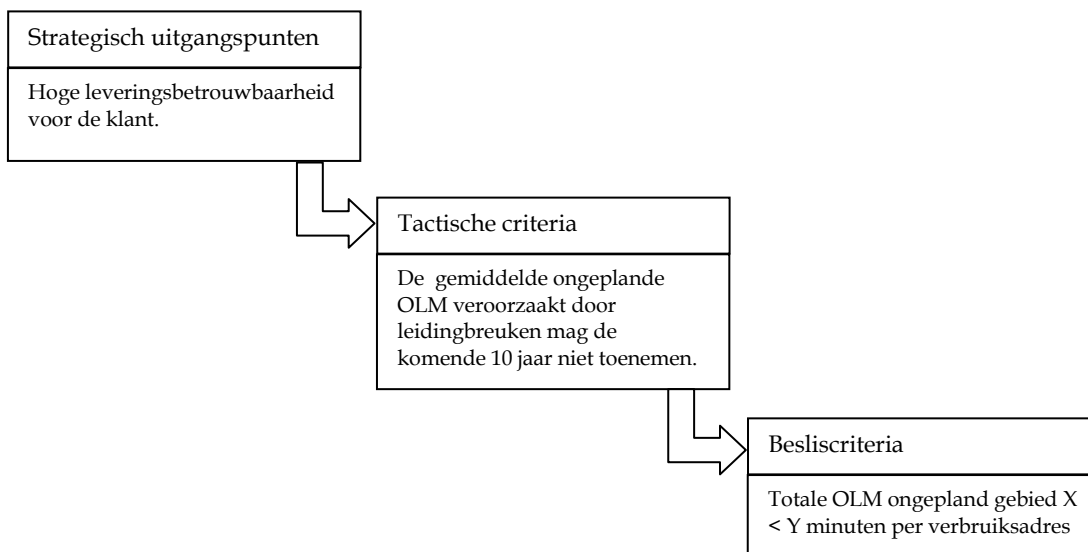 Strategisch uitgangspunten
Hoge leveringsbetrouwbaarheid
voor de klant.
Tactische criteria
De gemiddelde ongeplande
OLM veroorzaakt door
leidingbreuken mag de
komende 10 jaar niet toenemen.
Besliscriteria
Totale OLM ongepland gebied X
< Y minuten per verbruiksadres